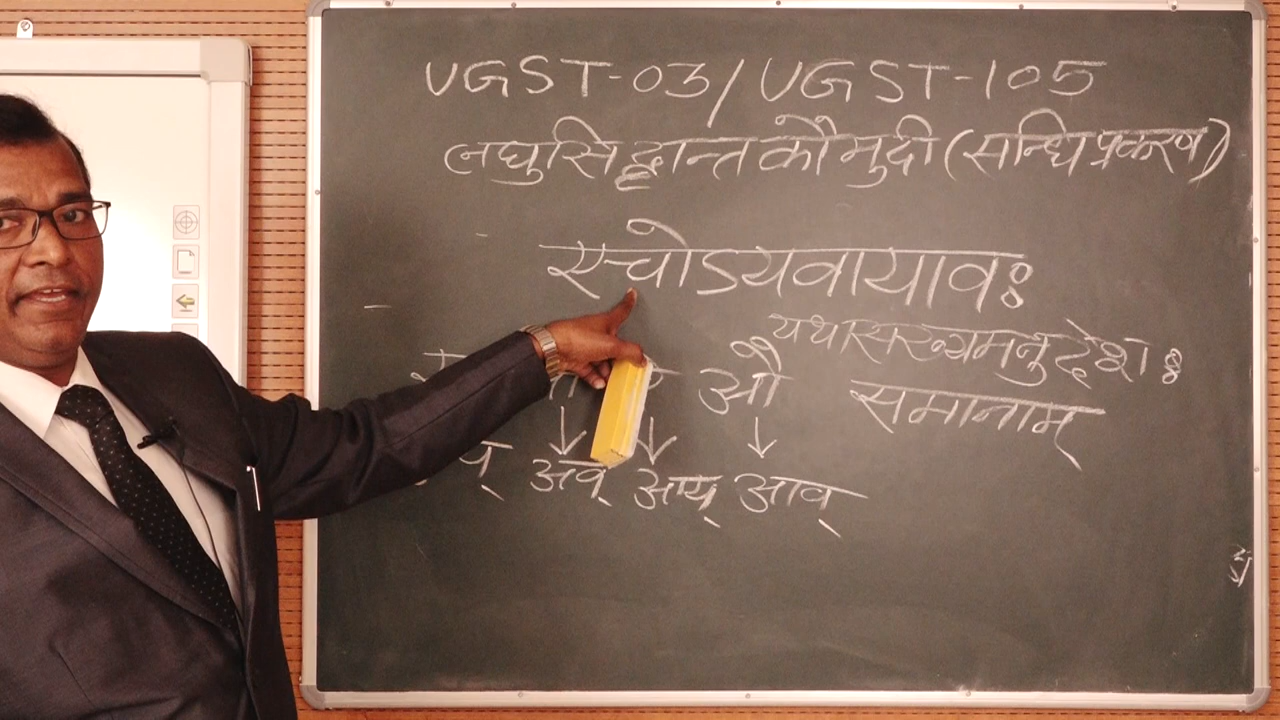 UGST-03/UGST-105
लघुसिद्धान्तकौमुदी (सन्धि प्रकरण)
एचोऽयवायावः
यथासंख्यमनुदेशः
समानाम्
औ
↓ ↓ ↓
अव् आय् आव्